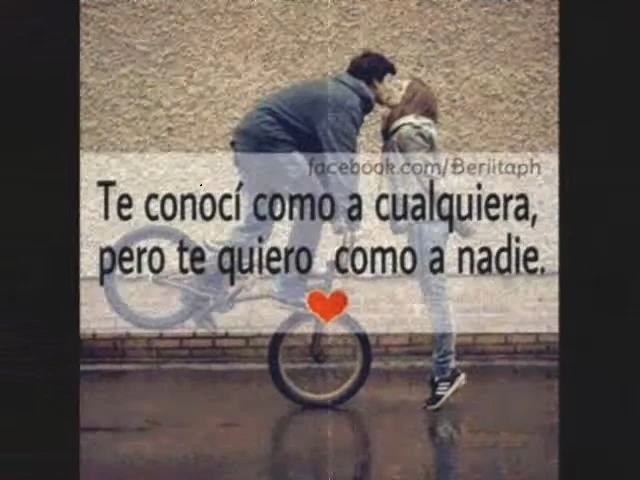 facebook.com/Beriitaph
Te conocí como a cualquiera,
pero te quiero como a nadie.